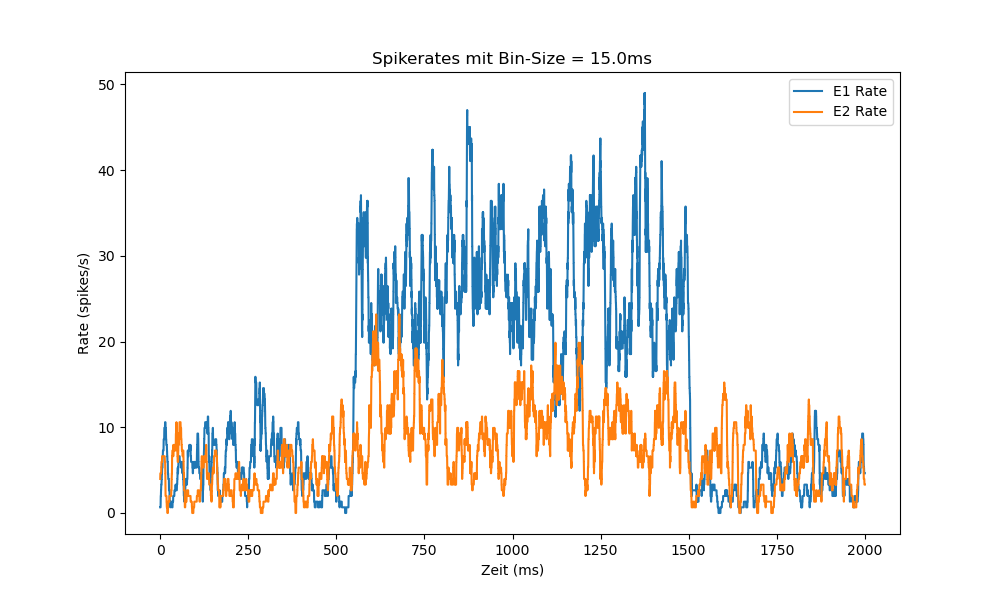 Spikerates mit Bin-Size = 15.0ms
E1 Rate
E2 Rate
50
40
30
20
10
0
Rate (spikes/s)
0 250 500 750 1000 1250 1500 1750 2000
Zeit (ms)